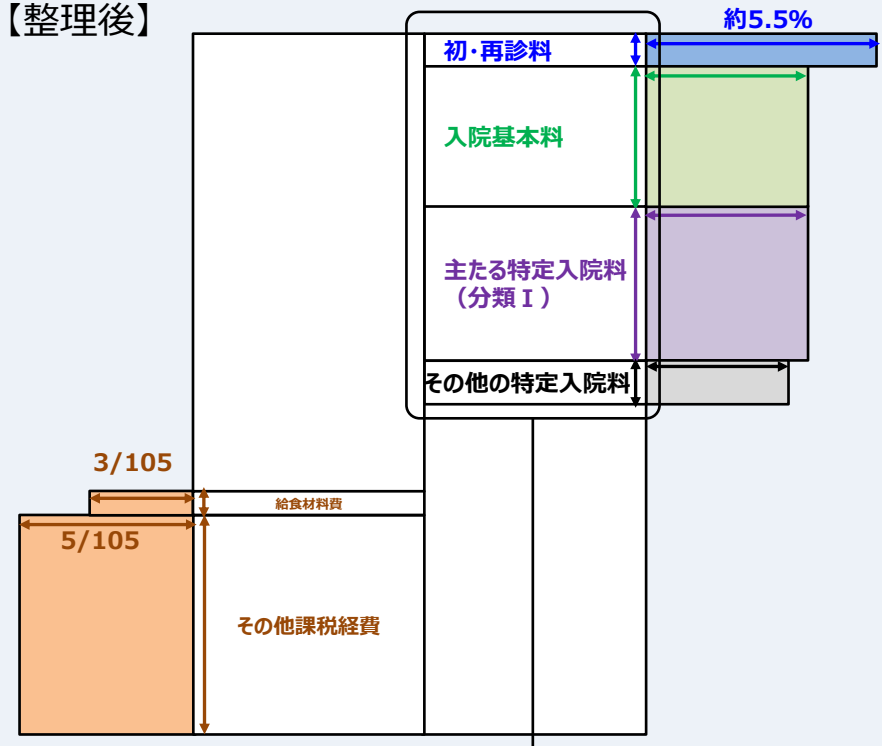 【整理後】
約5.5%
初・再診料
入院基本料
主たる特定入院料
(分類Ⅰ)
その他の特定入院料
3/105
給食材料費
5/105
その他課税経費